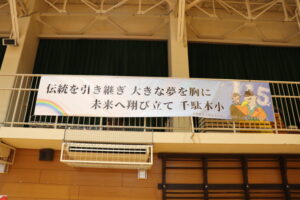 伝統を引き継ぎ 大きな夢を胸に
未来へ翔び立て 千駄木小